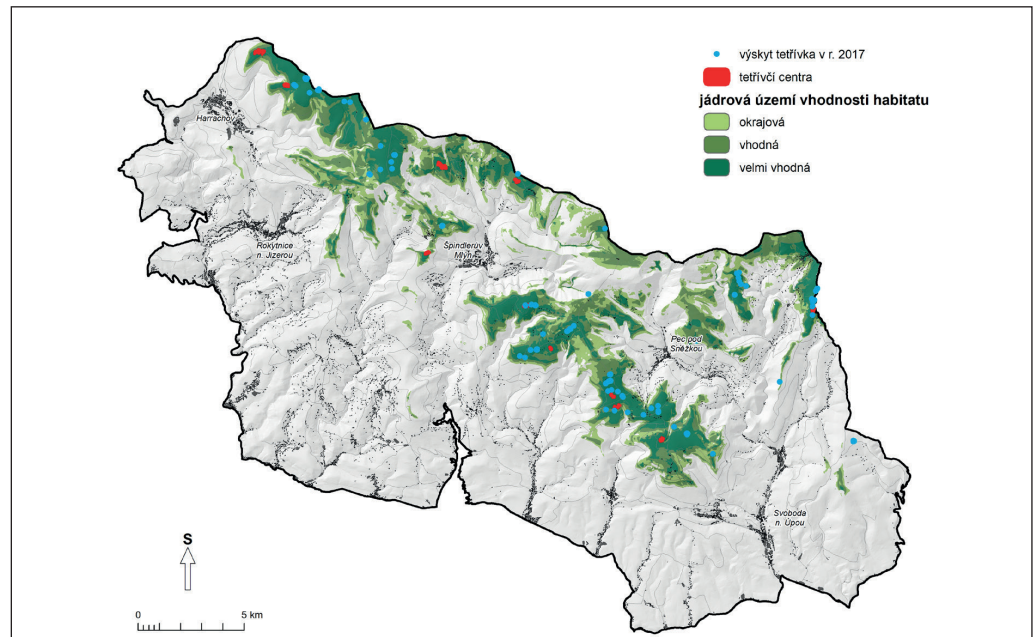 výskyt tetřívka v r. 2017
tetřívčí centra
jádrová území vhodnosti habitatu
okrajová
vhodná
velmi vhodná
Harrachov
Rokytnice
n. Jizerou
Špindlerův
Mlýn
Pec pod
Sněžkou
Svoboda
n. Úpou
S
0 5 km